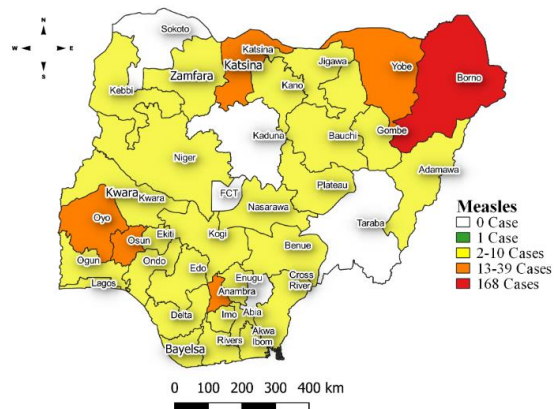 N
W E
S
Sokoto
Katsina
Katsina
Jigawa
Yobe
Borno
Kebbi
Zamfara
Kano
Kaduna
Bauchi
Gombe
Adamawa
Niger
Plateau
FCT
Nasarawa
Taraba
Kwara
Kwara
Oyo
Osun
Ekiti
Kogi
Benue
Ogun
Ondo
Edo
Enugu
Cross
River
Lagos
Anambra
Delta
Imo
Abia
Akwa
Ibom
Bayelsa
Rivers
Measles
0 Case
1 Case
2-10 Cases
13-39 Cases
168 Cases
0 100 200 300 400 km